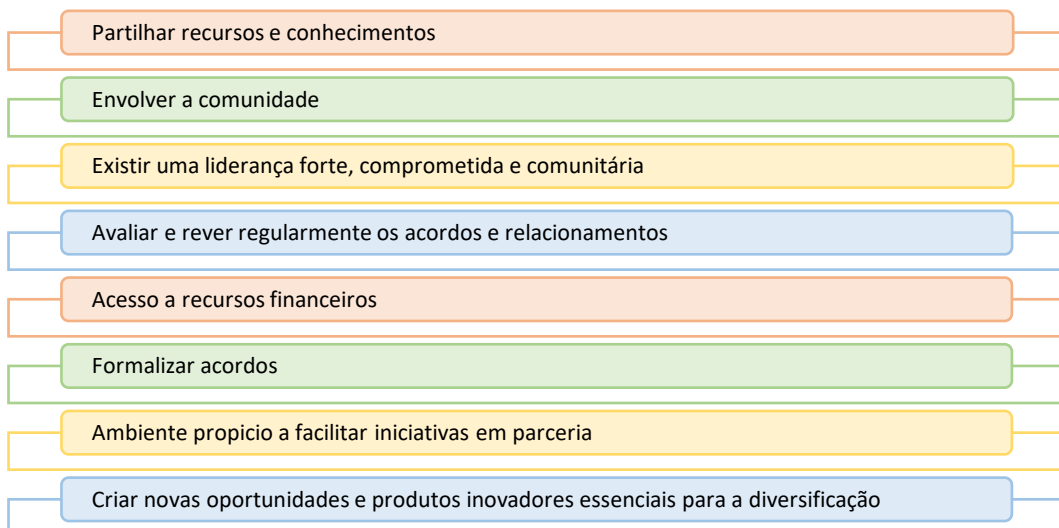 Partilhar recursos e conhecimentos
Envolver a comunidade
Existir uma liderança forte, comprometida e comunitária
Avaliar e rever regularmente os acordos e relacionamentos
Acesso a recursos financeiros
Formalizar acordos
Ambiente propicio a facilitar iniciativas em parceria
Criar novas oportunidades e produtos inovadores essenciais para a diversificação